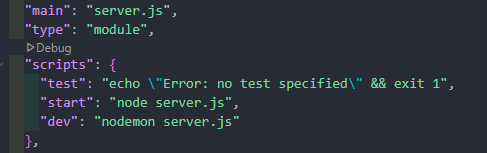 "main": "server.js",
"type": "module",
Debug
"scripts": {
"test": "echo \"Error: no test specified\" && exit 1",
"start": "node server.js",
"dev": "nodemon server.js"
},